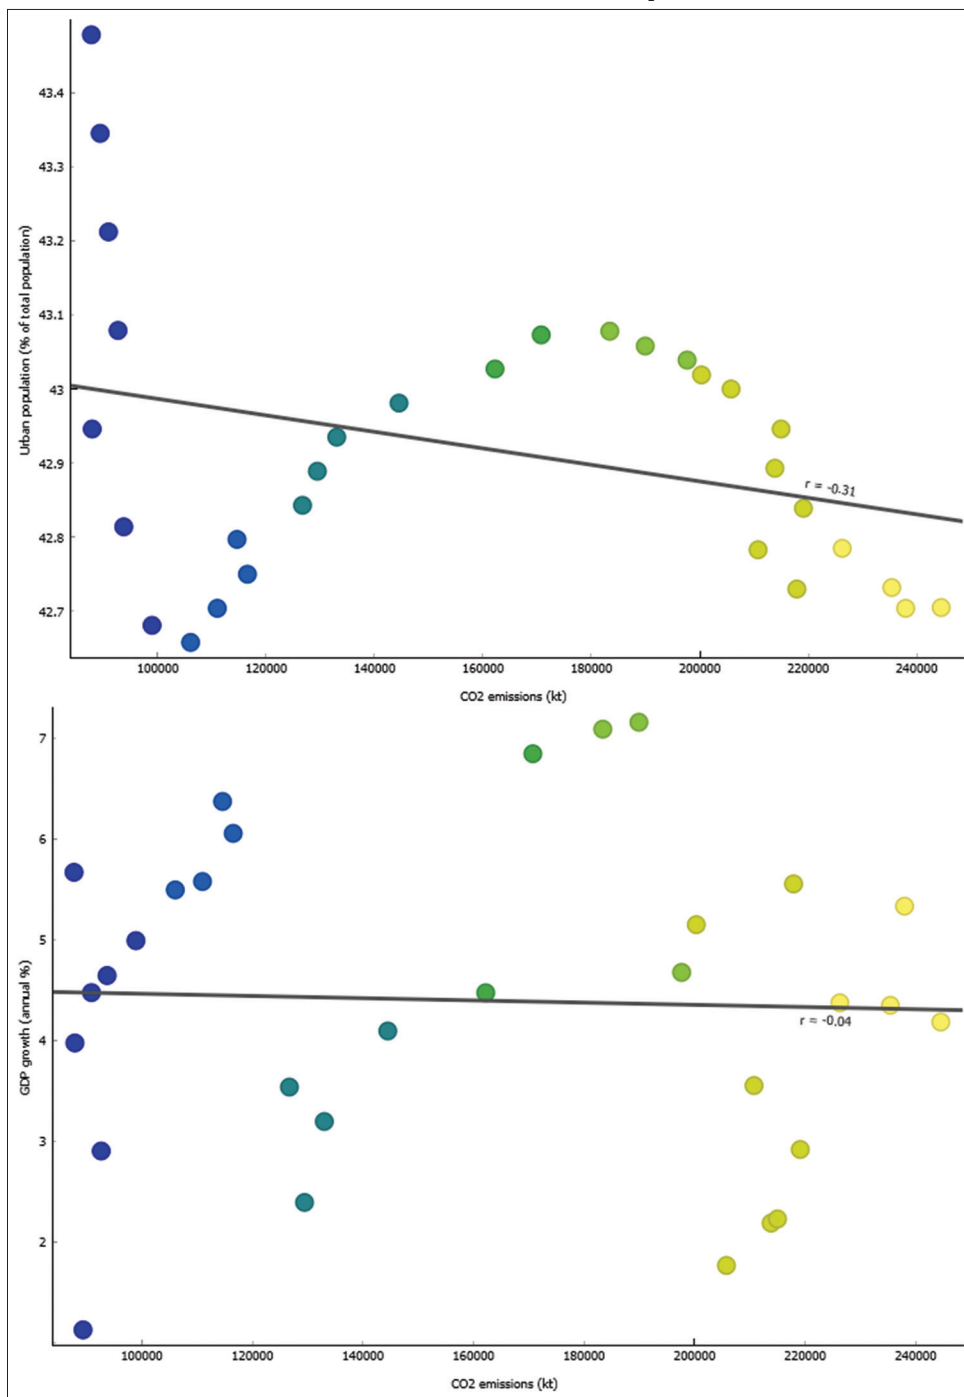 43.4
43.3
43.2
43.1
43
42.9
42.8
42.7
Urban population (% of total population)
r = -0.31
100000 120000 140000 160000 180000 200000 220000 240000
CO2 emissions (kt)
7
6
5
4
3
2
GDP growth (annual %)
r = -0.04
100000 120000 140000 160000 180000 200000 220000 240000
CO2 emissions (kt)